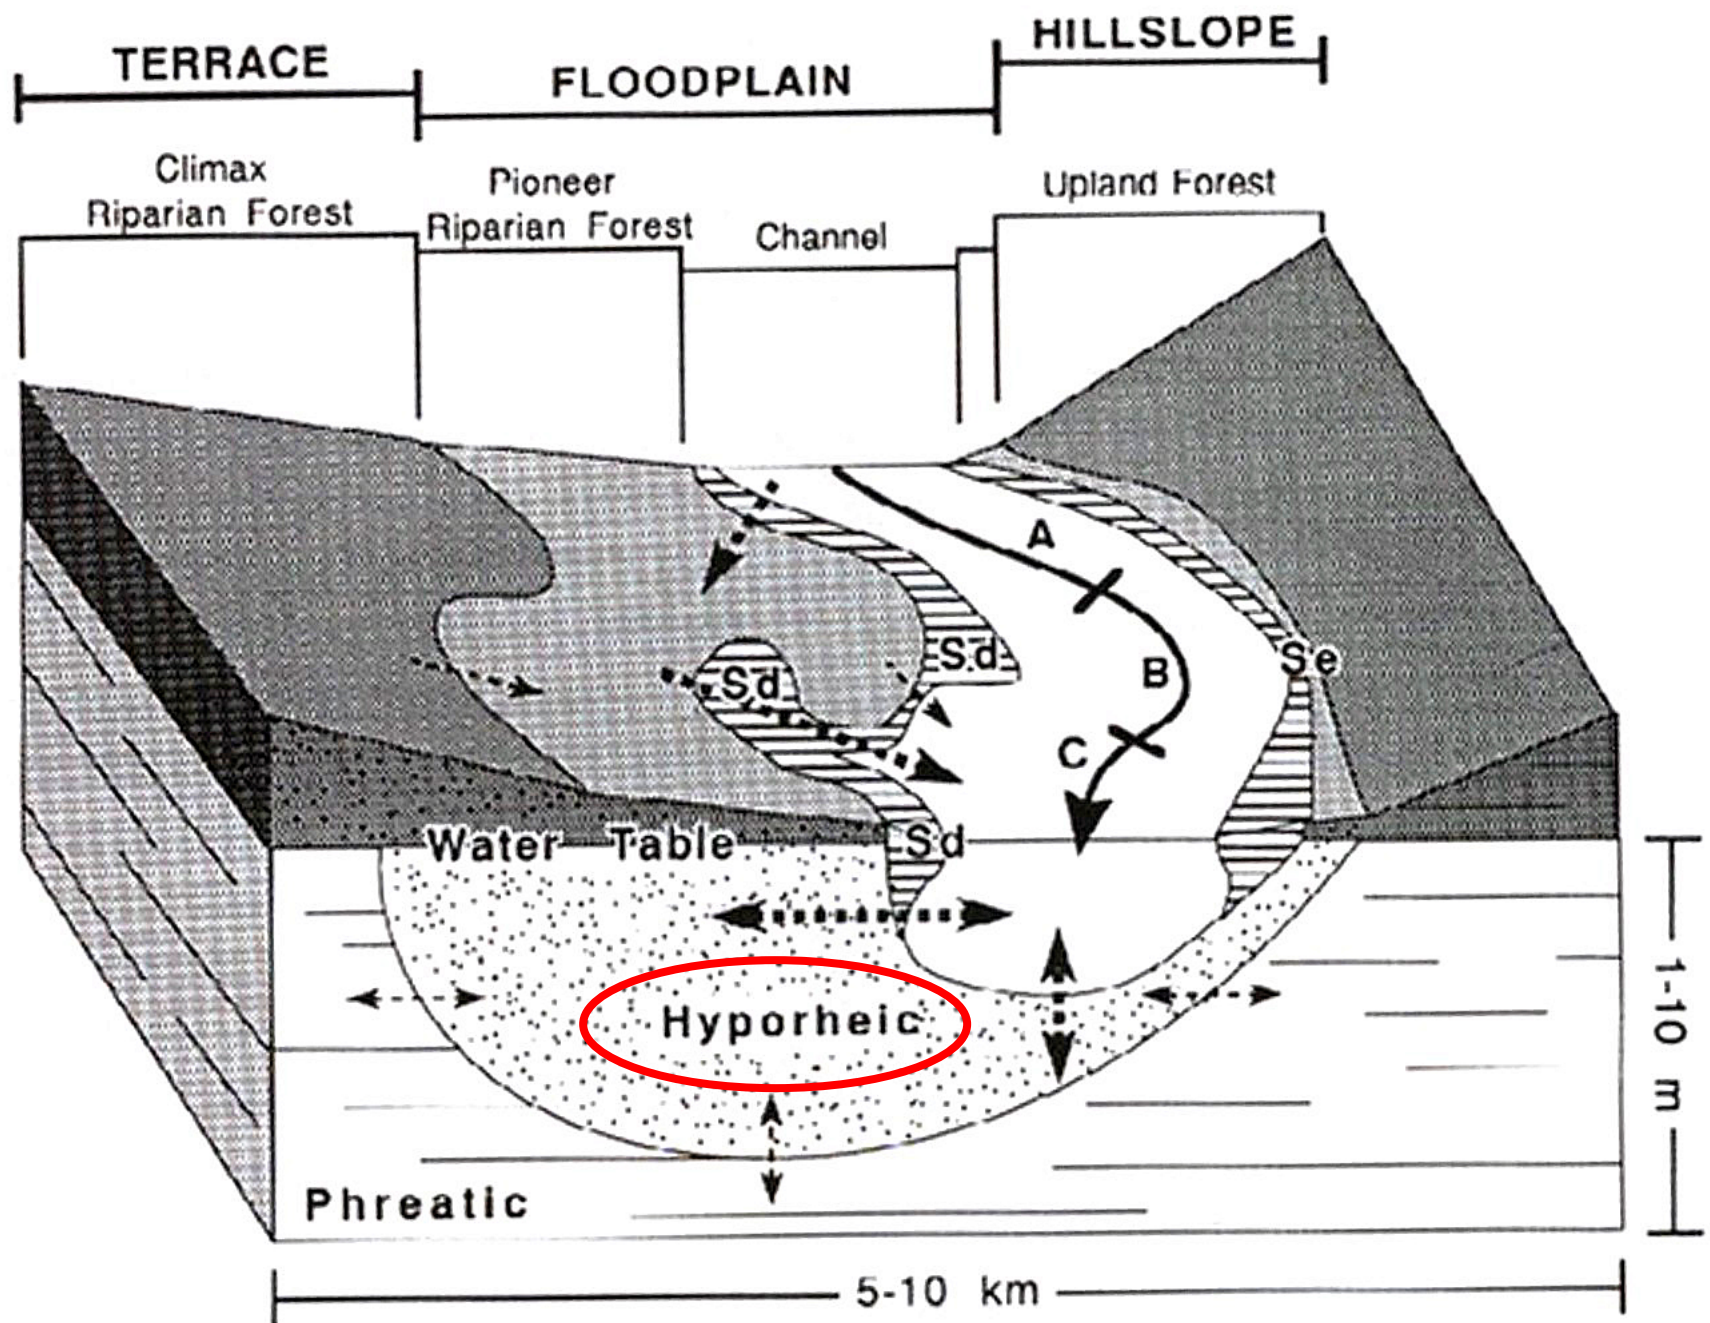 TERRACE
FLOODPLAIN
HILLSLOPE
Climax
Riparian Forest
Pioneer
Riparian Forest
Channel
Upland Forest
A
B
C
Sd
Sd
Se
Water Table
Sd
Hyporheic
Phreatic
1-10 m
5-10 km